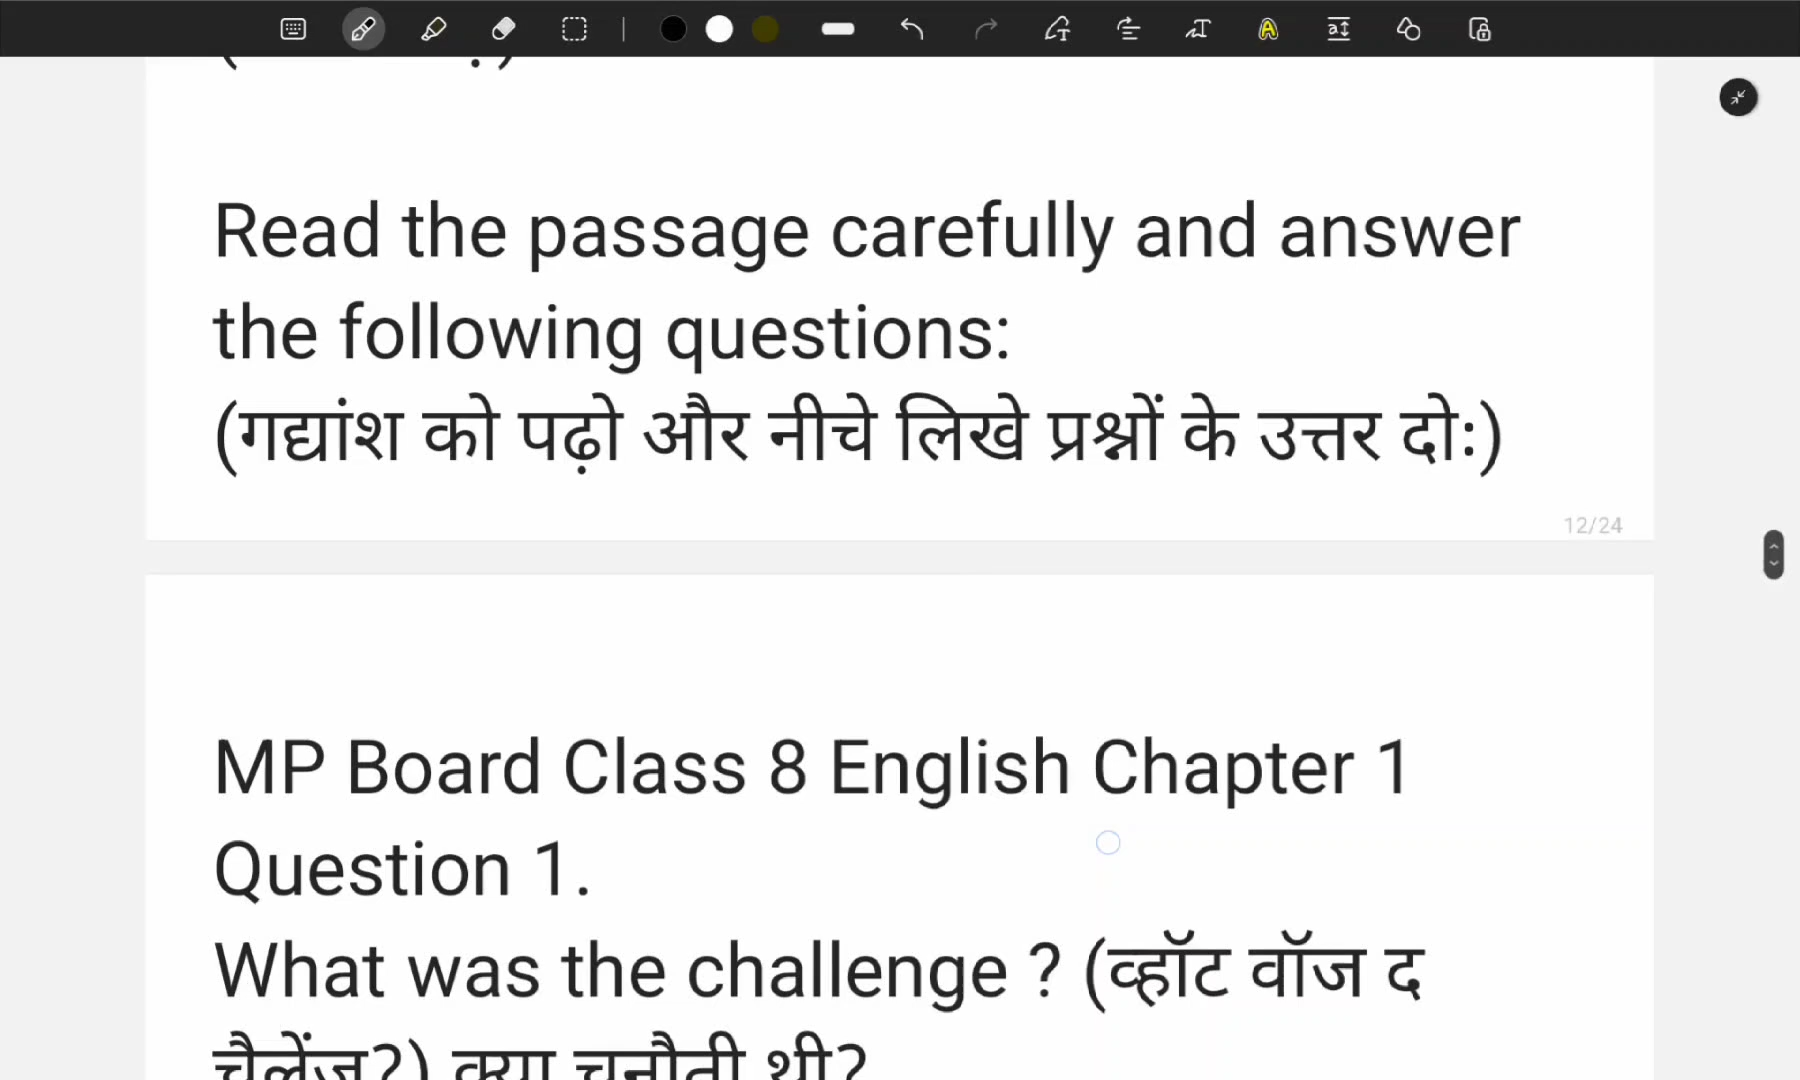 Read the passage carefully and answer
the following questions:
(गद्यांश को पढ़ो और नीचे लिखे प्रश्नों के उत्तर दो:)
12/24
MP Board Class 8 English Chapter 1
Question 1.
What was the challenge ? (व्हॉट वॉज द
चैलेंज?) क्या चुनौती थी?